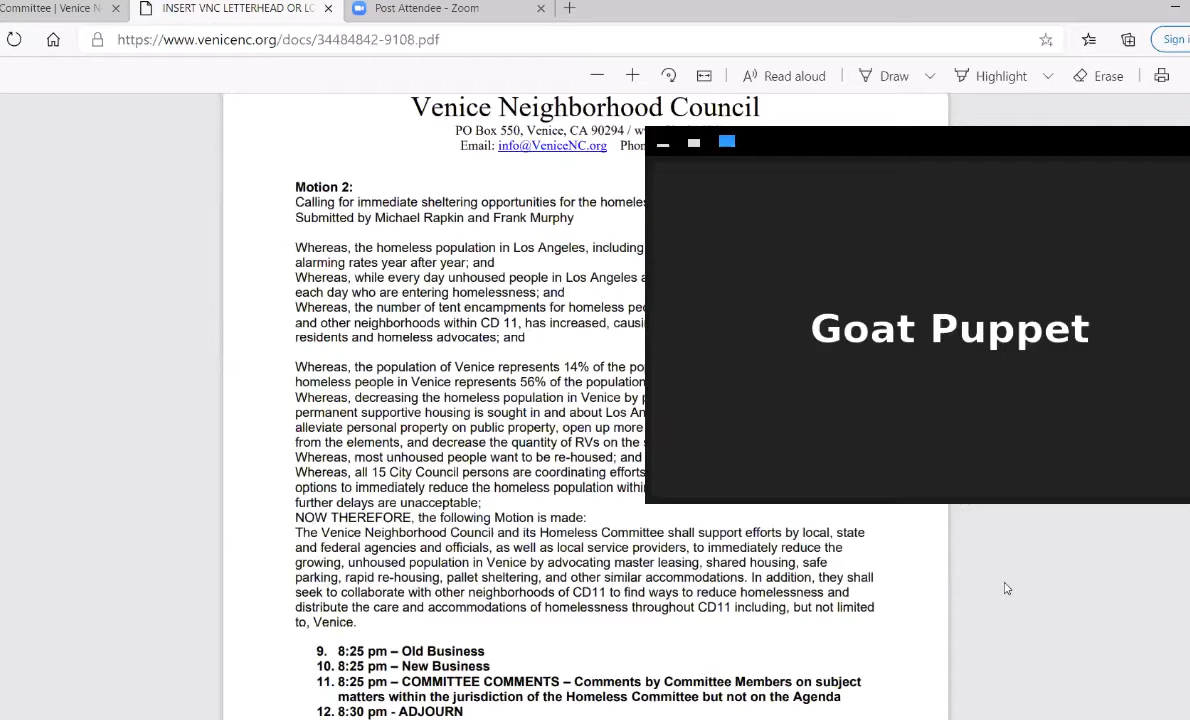 Committee | Venice N
INSERT VNC LETTERHEAD OR LO
Post Attendee - Zoom
https://www.venicenc.org/docs/34484842-9108.pdf
Sign i
Read aloud
Draw
Highlight
Erase
Venice Neighborhood Council
PO Box 550, Venice, CA 90294 / w
Email: info@VeniceNC.org Phon
Motion 2:
Calling for immediate sheltering opportunities for the homeles
Submitted by Michael Rapkin and Frank Murphy
Whereas, the homeless population in Los Angeles, including
alarming rates year after year; and
Whereas, while every day unhoused people in Los Angeles a
each day who are entering homelessness; and
Whereas, the number of tent encampments for homeless peo
and other neighborhoods within CD 11, has increased, causi
residents and homeless advocates; and
Whereas, the population of Venice represents 14% of the po
homeless people in Venice represents 56% of the population
Whereas, decreasing the homeless population in Venice by p
permanent supportive housing is sought in and about Los An
alleviate personal property on public property, open up more
from the elements, and decrease the quantity of RVs on the s
Whereas, most unhoused people want to be re-housed; and
Whereas, all 15 City Council persons are coordinating efforts
options to immediately reduce the homeless population withi
further delays are unacceptable;
NOW THEREFORE, the following Motion is made:
The Venice Neighborhood Council and its Homeless Committee shall support efforts by local, state
and federal agencies and officials, as well as local service providers, to immediately reduce the
growing, unhoused population in Venice by advocating master leasing, shared housing, safe
parking, rapid re-housing, pallet sheltering, and other similar accommodations. In addition, they shall
seek to collaborate with other neighborhoods of CD11 to find ways to reduce homelessness and
distribute the care and accommodations of homelessness throughout CD11 including, but not limited
to, Venice.
9. 8:25 pm – Old Business
10. 8:25 pm – New Business
11. 8:25 pm – COMMITTEE COMMENTS – Comments by Committee Members on subject
matters within the jurisdiction of the Homeless Committee but not on the Agenda
12. 8:30 pm - ADJOURN
Goat Puppet